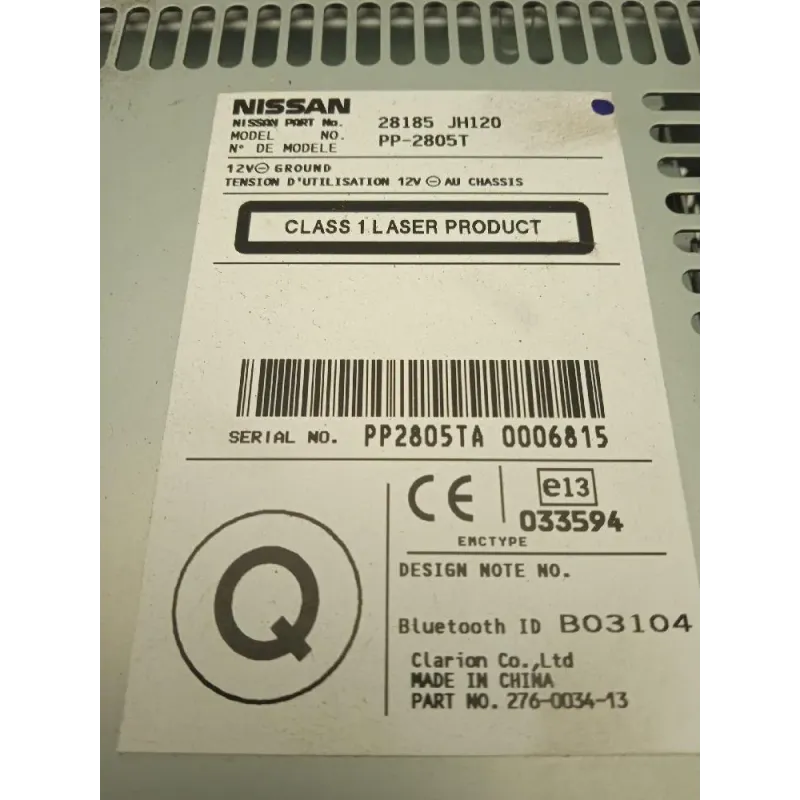 NISSAN
NISSAN PART No. 28185 JH120
MODEL NO. PP-2805T
N° DE MODELE
12V⊖ GROUND
TENSION D'UTILISATION 12V ⊖ AU CHASSIS
CLASS 1 LASER PRODUCT
SERIAL NO. PP2805TA 0006815
Q
CE
e13
033594
EMCTYPE
DESIGN NOTE NO.
Bluetooth ID B03104
Clarion Co.,Ltd
MADE IN CHINA
PART NO. 276-0034-13